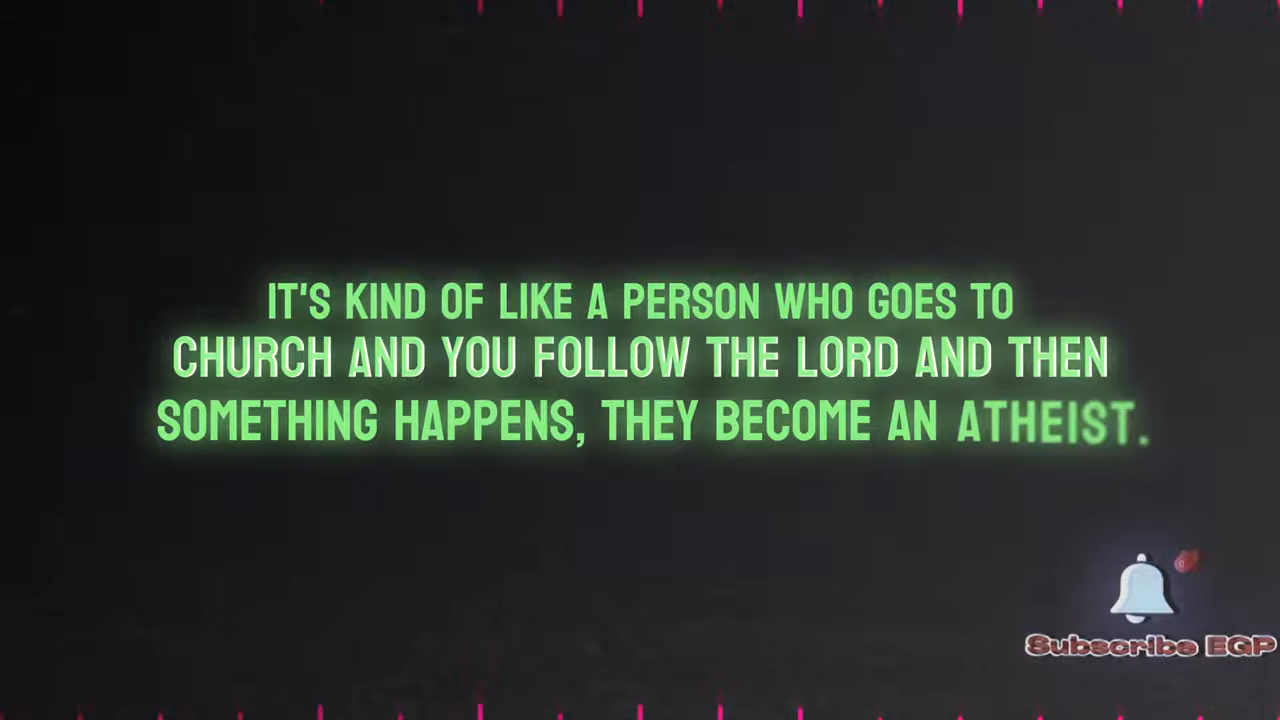 IT'S KIND OF LIKE A PERSON WHO GOES TO
CHURCH AND YOU FOLLOW THE LORD AND THEN
SOMETHING HAPPENS, THEY BECOME AN ATHEIST.
Subscribe EGP